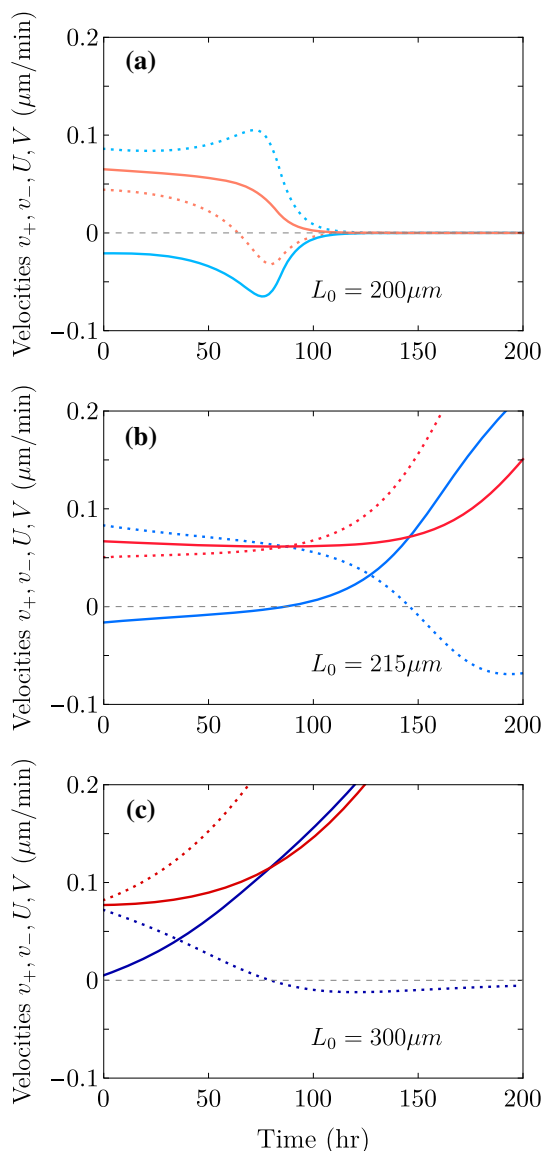 (a)
Velocities v₊, v₋, U, V (μm/min)
0.2
0.1
0
−0.1
L₀ = 200μm
0 50 100 150 200
(b)
Velocities v₊, v₋, U, V (μm/min)
0.2
0.1
0
−0.1
L₀ = 215μm
0 50 100 150 200
(c)
Velocities v₊, v₋, U, V (μm/min)
0.2
0.1
0
−0.1
L₀ = 300μm
0 50 100 150 200
Time (hr)